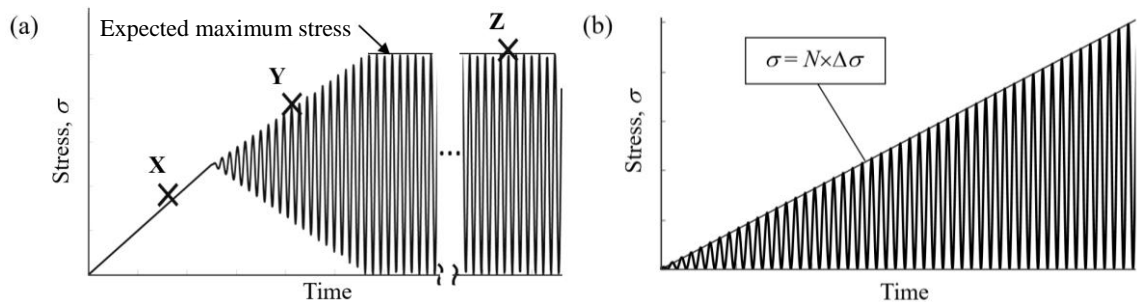 (a)
Expected maximum stress
Z
Y
X
...
Stress, σ
Time
(b)
σ = N×Δσ
Stress, σ
Time